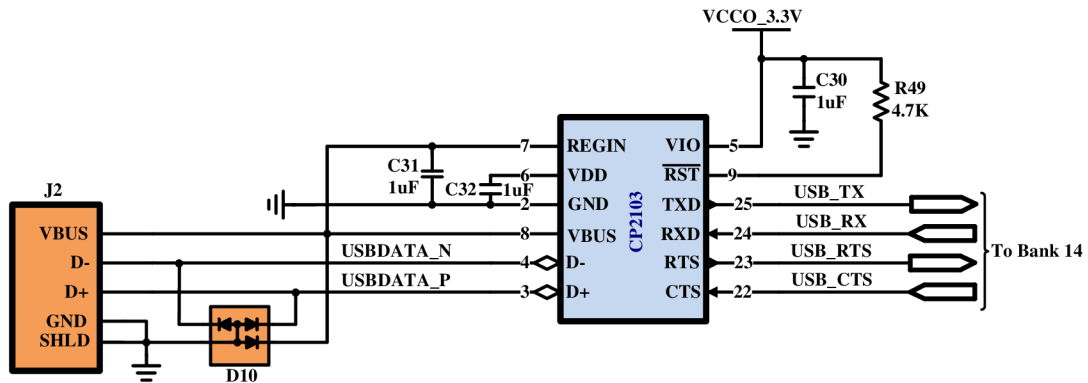 VCCO_3.3V
C30
1uF
R49
4.7K
7 REGIN VIO 5
C31
1uF
6 VDD RST 9
C32 1uF
J2
2 GND TXD 25 USB_TX
VBUS 8 VBUS RXD 24 USB_RX
CP2103
To Bank 14
D- USBDATA_N 4 D- RTS 23 USB_RTS
D+ USBDATA_P 3 D+ CTS 22 USB_CTS
GND
SHLD
D10